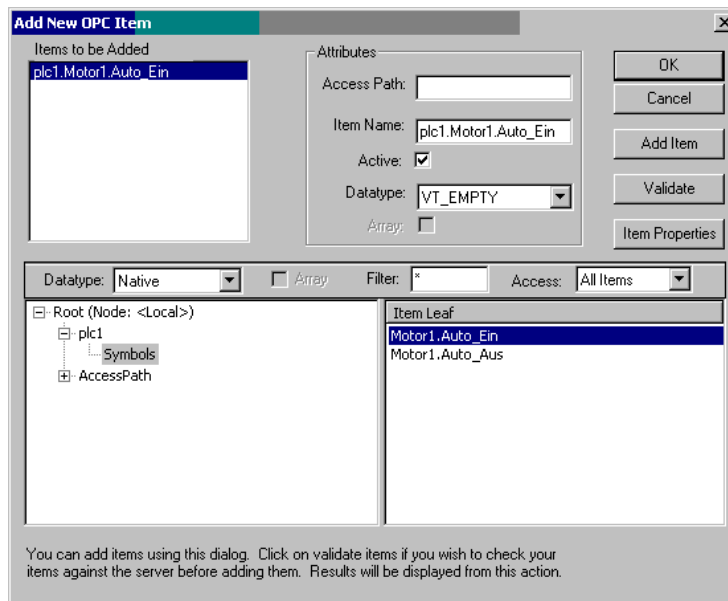 Add New OPC Item
Items to be Added
plc1.Motor1.Auto_Ein
Attributes
Access Path:
Item Name: plc1.Motor1.Auto_Ein
Active:
Datatype: VT_EMPTY
Array:
OK
Cancel
Add Item
Validate
Item Properties
Datatype: Native Array Filter: * Access: All Items
Root (Node: <Local>)
plc1
Symbols
AccessPath
Item Leaf
Motor1.Auto_Ein
Motor1.Auto_Aus
You can add items using this dialog. Click on validate items if you wish to check your
items against the server before adding them. Results will be displayed from this action.